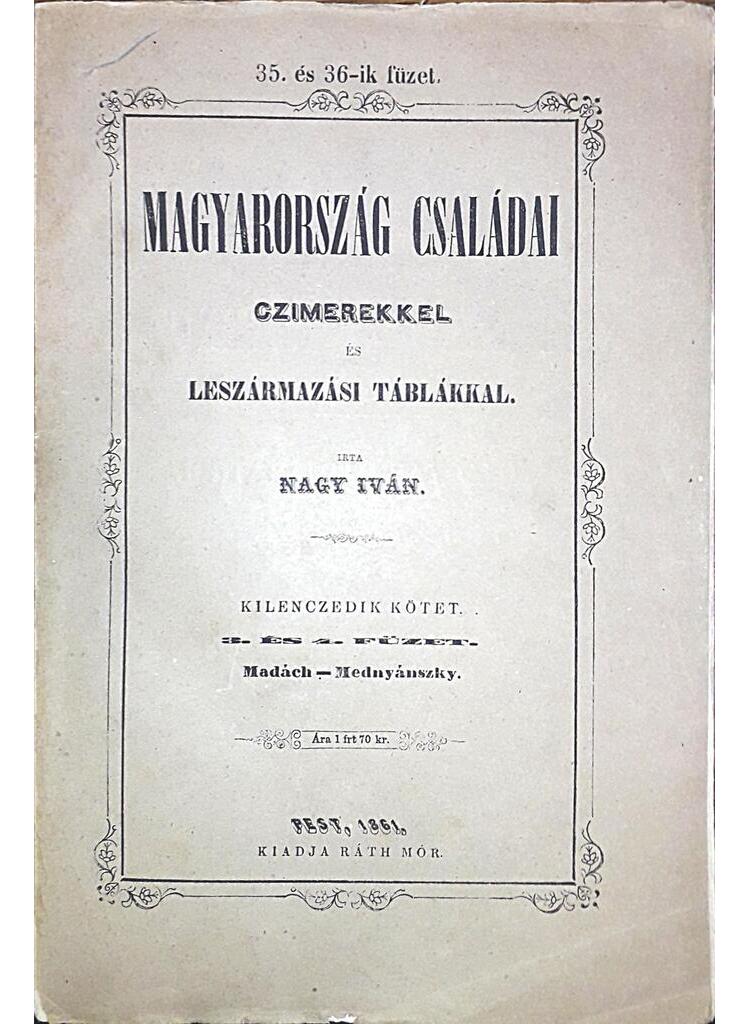 35. és 36-ik füzet.
MAGYARORSZÁG CSALÁDAI
CZIMEREKKEL
ÉS
LESZÁRMAZÁSI TÁBLÁKKAL.
IRTA
NAGY IVÁN.
KILENCZEDIK KÖTET.
3. ÉS 4. FÜZET.
Madách — Mednyánszky.
Ára 1 frt 70 kr.
PEST, 1861.
KIADJA RÁTH MÓR.